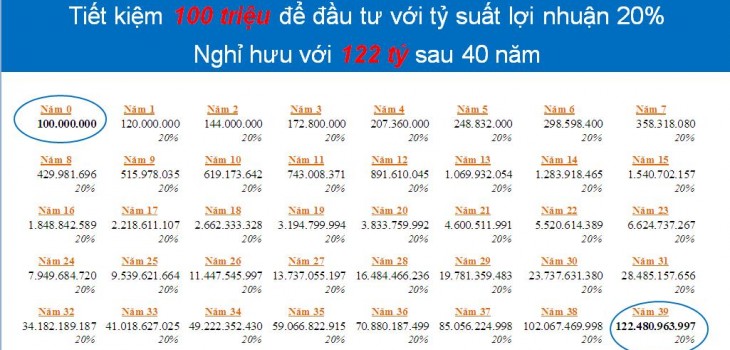 Tiết kiệm 100 triệu để đầu tư với tỷ suất lợi nhuận 20%
Nghỉ hưu với 122 tỷ sau 40 năm
Năm 0 Năm 1 Năm 2 Năm 3 Năm 4 Năm 5 Năm 6 Năm 7
100.000.000 120.000.000 144.000.000 172.800.000 207.360.000 248.832.000 298.598.400 358.318.080
20% 20% 20% 20% 20% 20% 20%
Năm 8 Năm 9 Năm 10 Năm 11 Năm 12 Năm 13 Năm 14 Năm 15
429.981.696 515.978.035 619.173.642 743.008.371 891.610.045 1.069.932.054 1.283.918.465 1.540.702.157
20% 20% 20% 20% 20% 20% 20% 20%
Năm 16 Năm 17 Năm 18 Năm 19 Năm 20 Năm 21 Năm 22 Năm 23
1.848.842.589 2.218.611.107 2.662.333.328 3.194.799.994 3.833.759.992 4.600.511.991 5.520.614.389 6.624.737.267
20% 20% 20% 20% 20% 20% 20% 20%
Năm 24 Năm 25 Năm 26 Năm 27 Năm 28 Năm 29 Năm 30 Năm 31
7.949.684.720 9.539.621.664 11.447.545.997 13.737.055.197 16.484.466.236 19.781.359.483 23.737.631.380 28.485.157.656
20% 20% 20% 20% 20% 20% 20% 20%
Năm 32 Năm 33 Năm 34 Năm 35 Năm 36 Năm 37 Năm 38 Năm 39
34.182.189.187 41.018.627.025 49.222.352.430 59.066.822.915 70.880.187.499 85.056.224.998 102.067.469.998 122.480.963.997
20% 20% 20% 20% 20% 20% 20% 20%